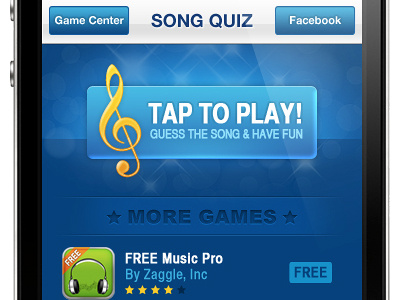 Game Center
SONG QUIZ
Facebook
TAP TO PLAY!
GUESS THE SONG & HAVE FUN
★ MORE GAMES ★
FREE
FREE Music Pro
By Zaggle, Inc
FREE